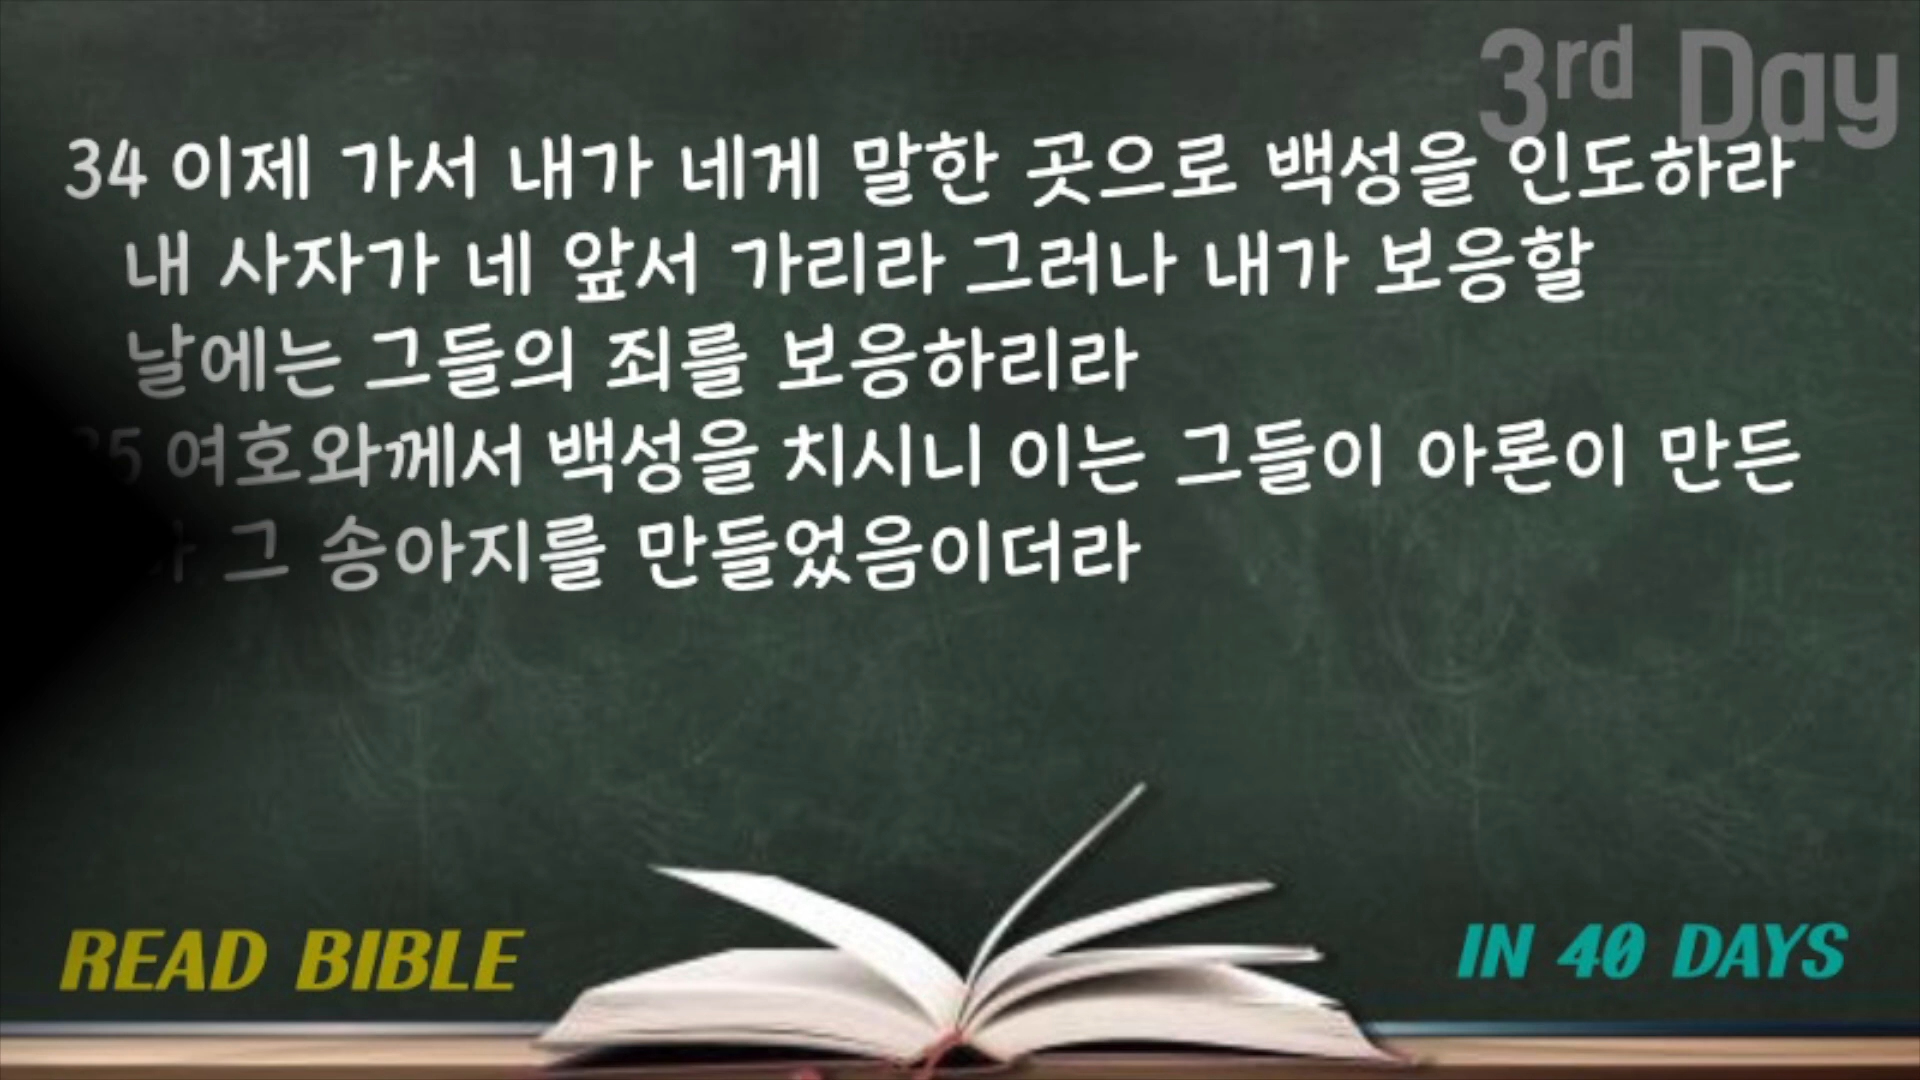 3rd Day
34 이제 가서 내가 네게 말한 곳으로 백성을 인도하라
내 사자가 네 앞서 가리라 그러나 내가 보응할
날에는 그들의 죄를 보응하리라
35 여호와께서 백성을 치시니 이는 그들이 아론이 만든
그 송아지를 만들었음이더라
READ BIBLE
IN 40 DAYS